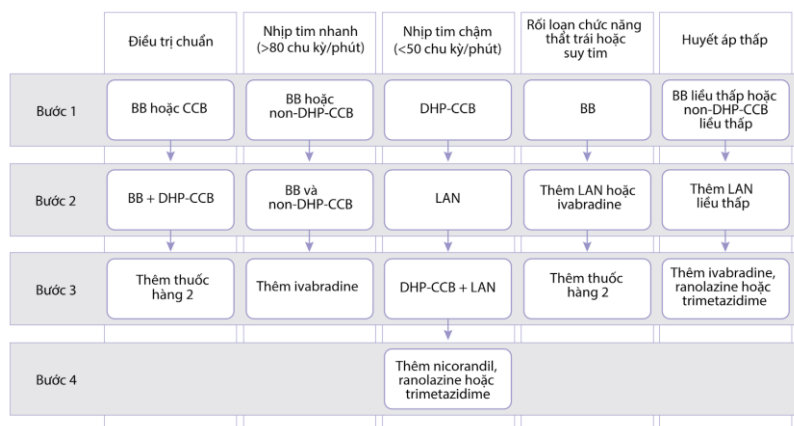 Điều trị chuẩn
Nhịp tim nhanh
(>80 chu kỳ/phút)
Nhịp tim chậm
(<50 chu kỳ/phút)
Rối loạn chức năng
thất trái hoặc
suy tim
Huyết áp thấp
Bước 1
BB hoặc CCB
BB hoặc
non-DHP-CCB
DHP-CCB
BB
BB liều thấp hoặc
non-DHP-CCB
liều thấp
Bước 2
BB + DHP-CCB
BB và
non-DHP-CCB
LAN
Thêm LAN hoặc
ivabradine
Thêm LAN
liều thấp
Bước 3
Thêm thuốc
hàng 2
Thêm ivabradine
DHP-CCB + LAN
Thêm thuốc
hàng 2
Thêm ivabradine,
ranolazine hoặc
trimetazidime
Bước 4
Thêm nicorandil,
ranolazine hoặc
trimetazidime